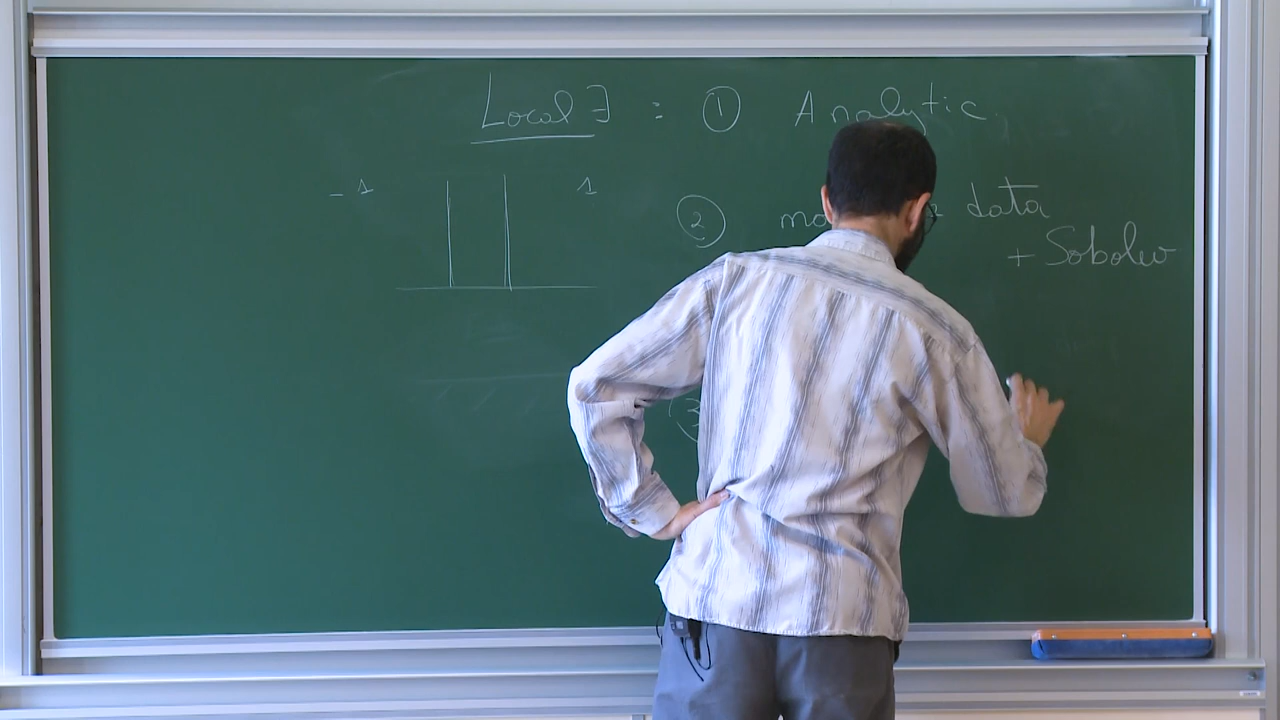 Local ∃ : ① Analytic
-1 1
② data
+ Sobolev